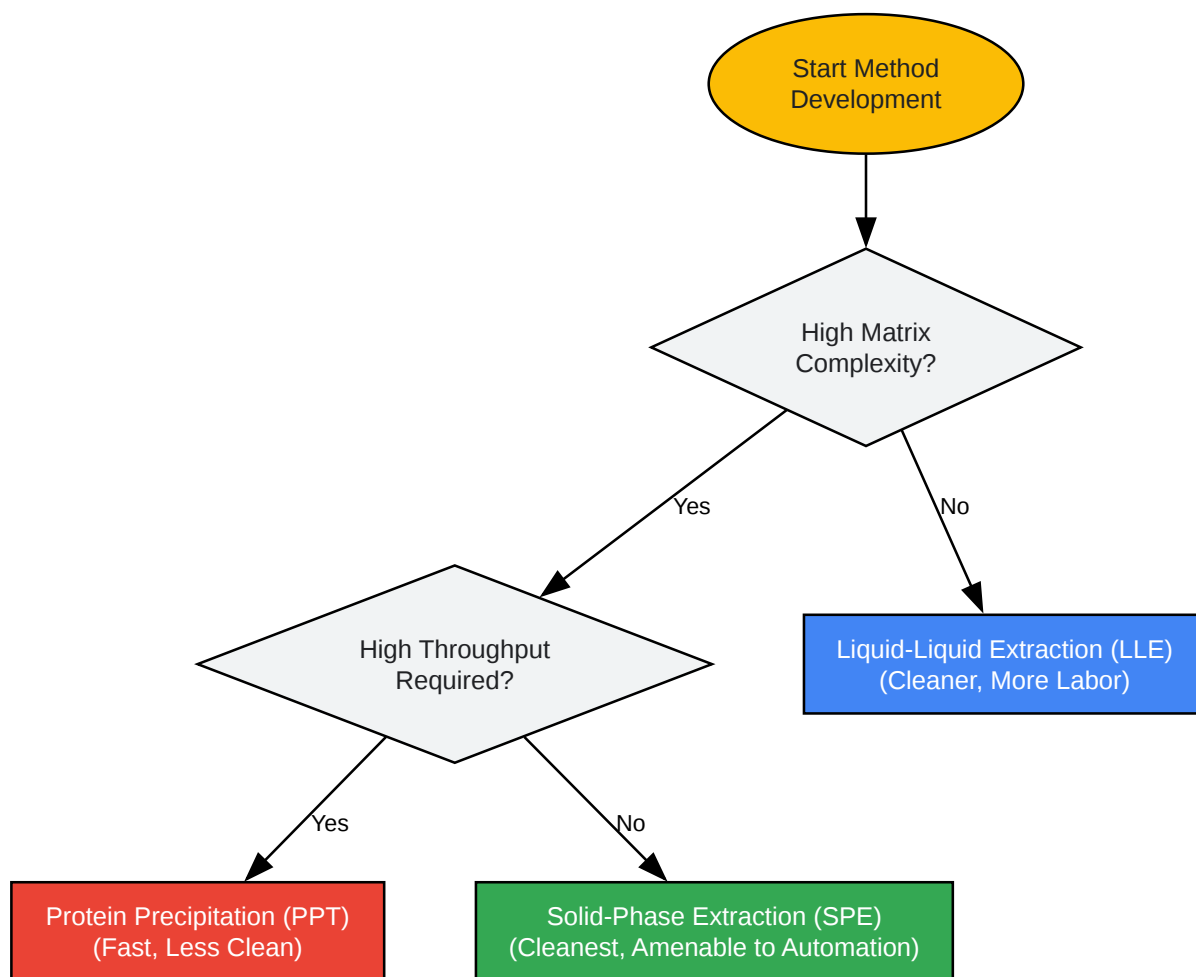 Start Method
Development
High Matrix
Complexity?
Yes
No
High Throughput
Required?
Liquid-Liquid Extraction (LLE)
(Cleaner, More Labor)
Yes
No
Protein Precipitation (PPT)
(Fast, Less Clean)
Solid-Phase Extraction (SPE)
(Cleanest, Amenable to Automation)